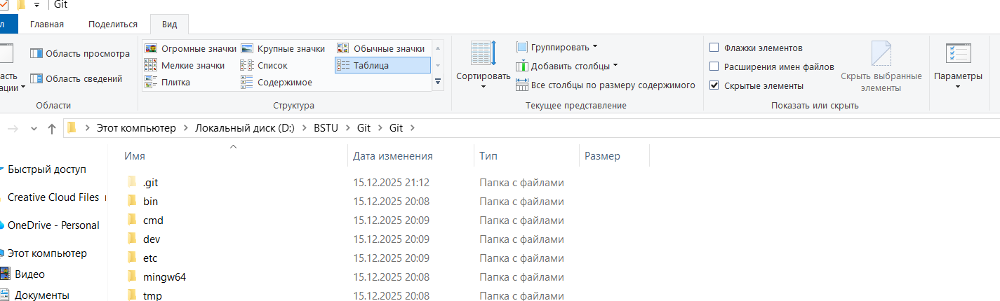 Git
л Главная Поделиться Вид
Область просмотра
Область сведений
Области
Огромные значки Крупные значки Обычные значки
Мелкие значки Список Таблица
Плитка Содержимое
Структура
Сортировать
Группировать
Добавить столбцы
Все столбцы по размеру содержимого
Текущее представление
Флажки элементов
Расширения имен файлов
Скрытые элементы
Скрыть выбранные
элементы
Показать или скрыть
Параметры
Этот компьютер Локальный диск (D:) BSTU Git Git
Имя Дата изменения Тип Размер
Быстрый доступ
Creative Cloud Files
OneDrive - Personal
Этот компьютер
Видео
Документы
.git 15.12.2025 21:12 Папка с файлами
bin 15.12.2025 20:08 Папка с файлами
cmd 15.12.2025 20:09 Папка с файлами
dev 15.12.2025 20:09 Папка с файлами
etc 15.12.2025 20:09 Папка с файлами
mingw64 15.12.2025 20:08 Папка с файлами
tmp 15.12.2025 20:08 Папка с файлами